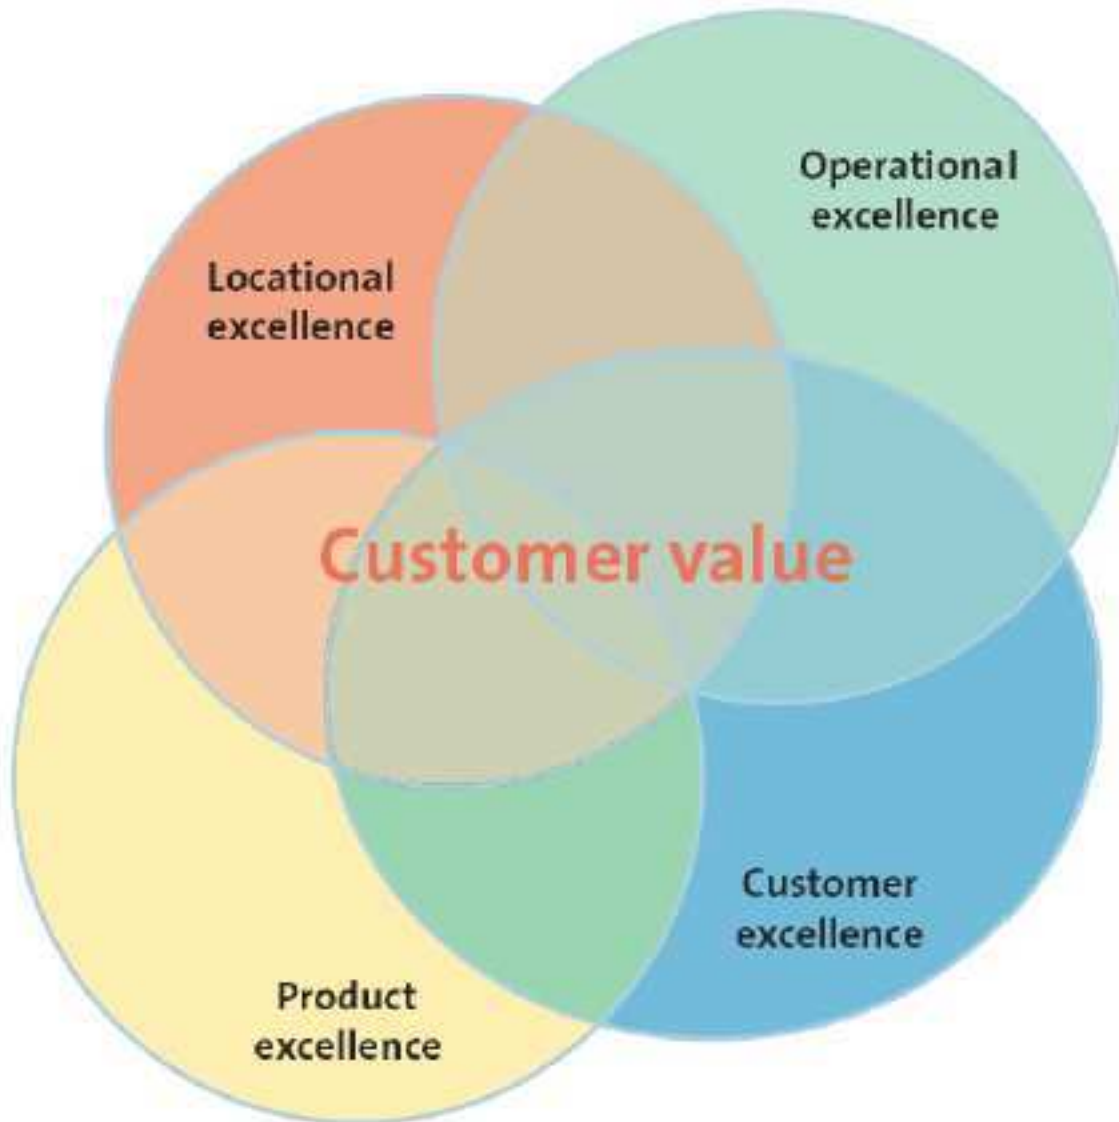 Operational
excellence
Locational
excellence
Customer value
Customer
excellence
Product
excellence